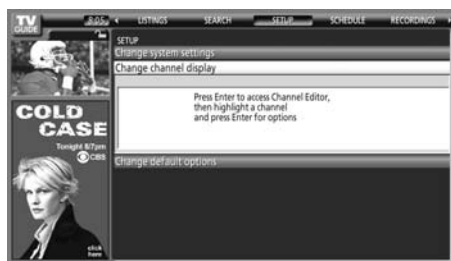 TV
GUIDE
8:05
LISTINGS SEARCH SETUP SCHEDULE RECORDINGS
SETUP
Change system settings
Change channel display
Press Enter to access Channel Editor,
then highlight a channel
and press Enter for options
Change default options
COLD
CASE
Tonight 8/7pm
CBS
click
here